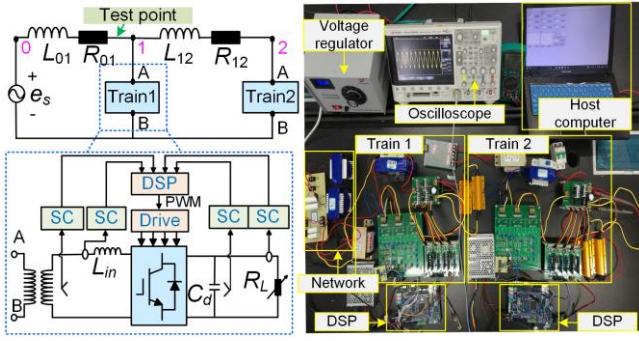 Test point
0
L01
R01
1
L12
R12
2
+
es
-
A
Train1
B
A
Train2
B
DSP
PWM
SC
SC
Drive
SC
SC
A
Lin
B
Cd
RL
Voltage
regulator
Oscilloscope
Host
computer
Train 1
Train 2
Network
DSP
DSP